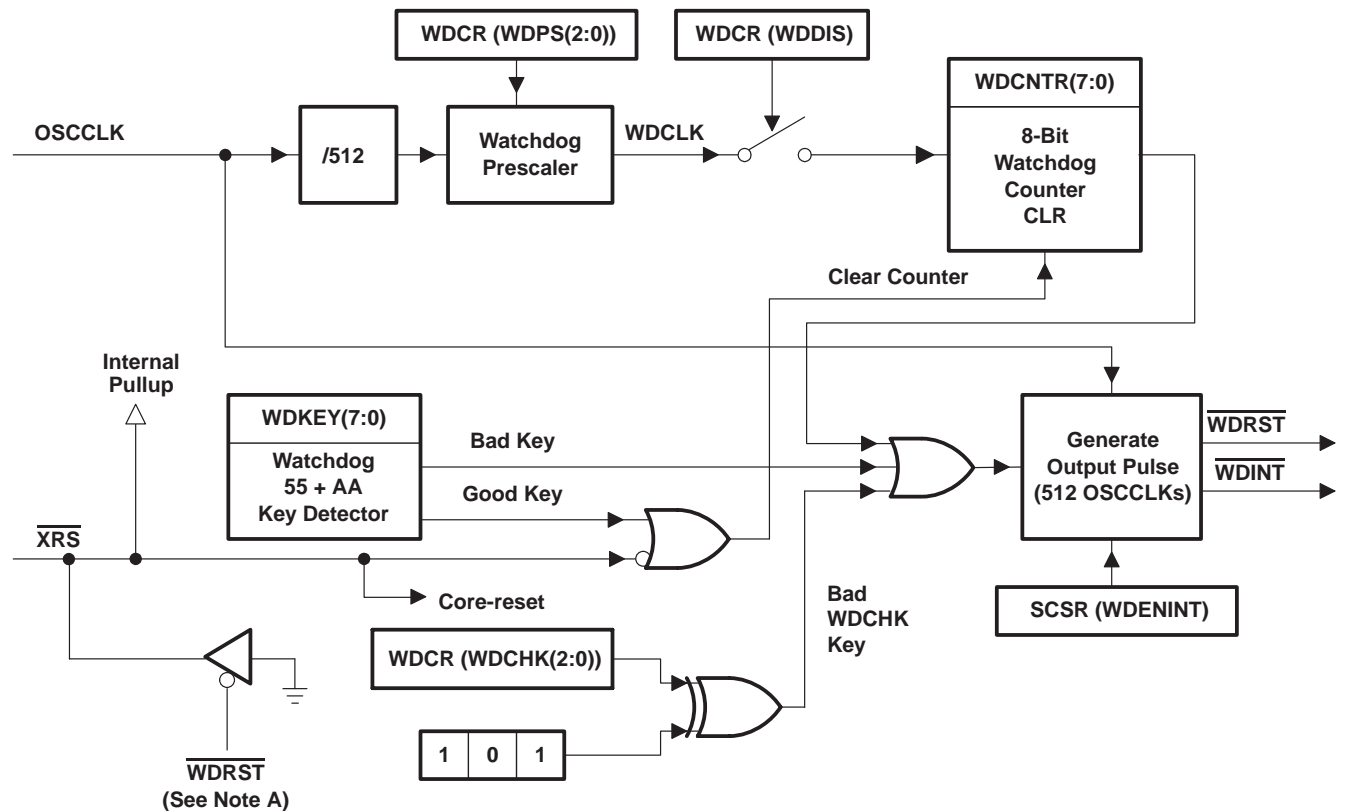 WDCR (WDPS(2:0))
WDCR (WDDIS)
WDCNTR(7:0)
OSCCLK
/512
Watchdog
Prescaler
WDCLK
8-Bit
Watchdog
Counter
CLR
Clear Counter
Internal
Pullup
WDKEY(7:0)
Watchdog
55 + AA
Key Detector
Bad Key
Good Key
Generate
Output Pulse
(512 OSCCLKs)
WDRST
WDINT
XRS
Core-reset
Bad
WDCHK
Key
SCSR (WDENINT)
WDCR (WDCHK(2:0))
1 0 1
WDRST
(See Note A)